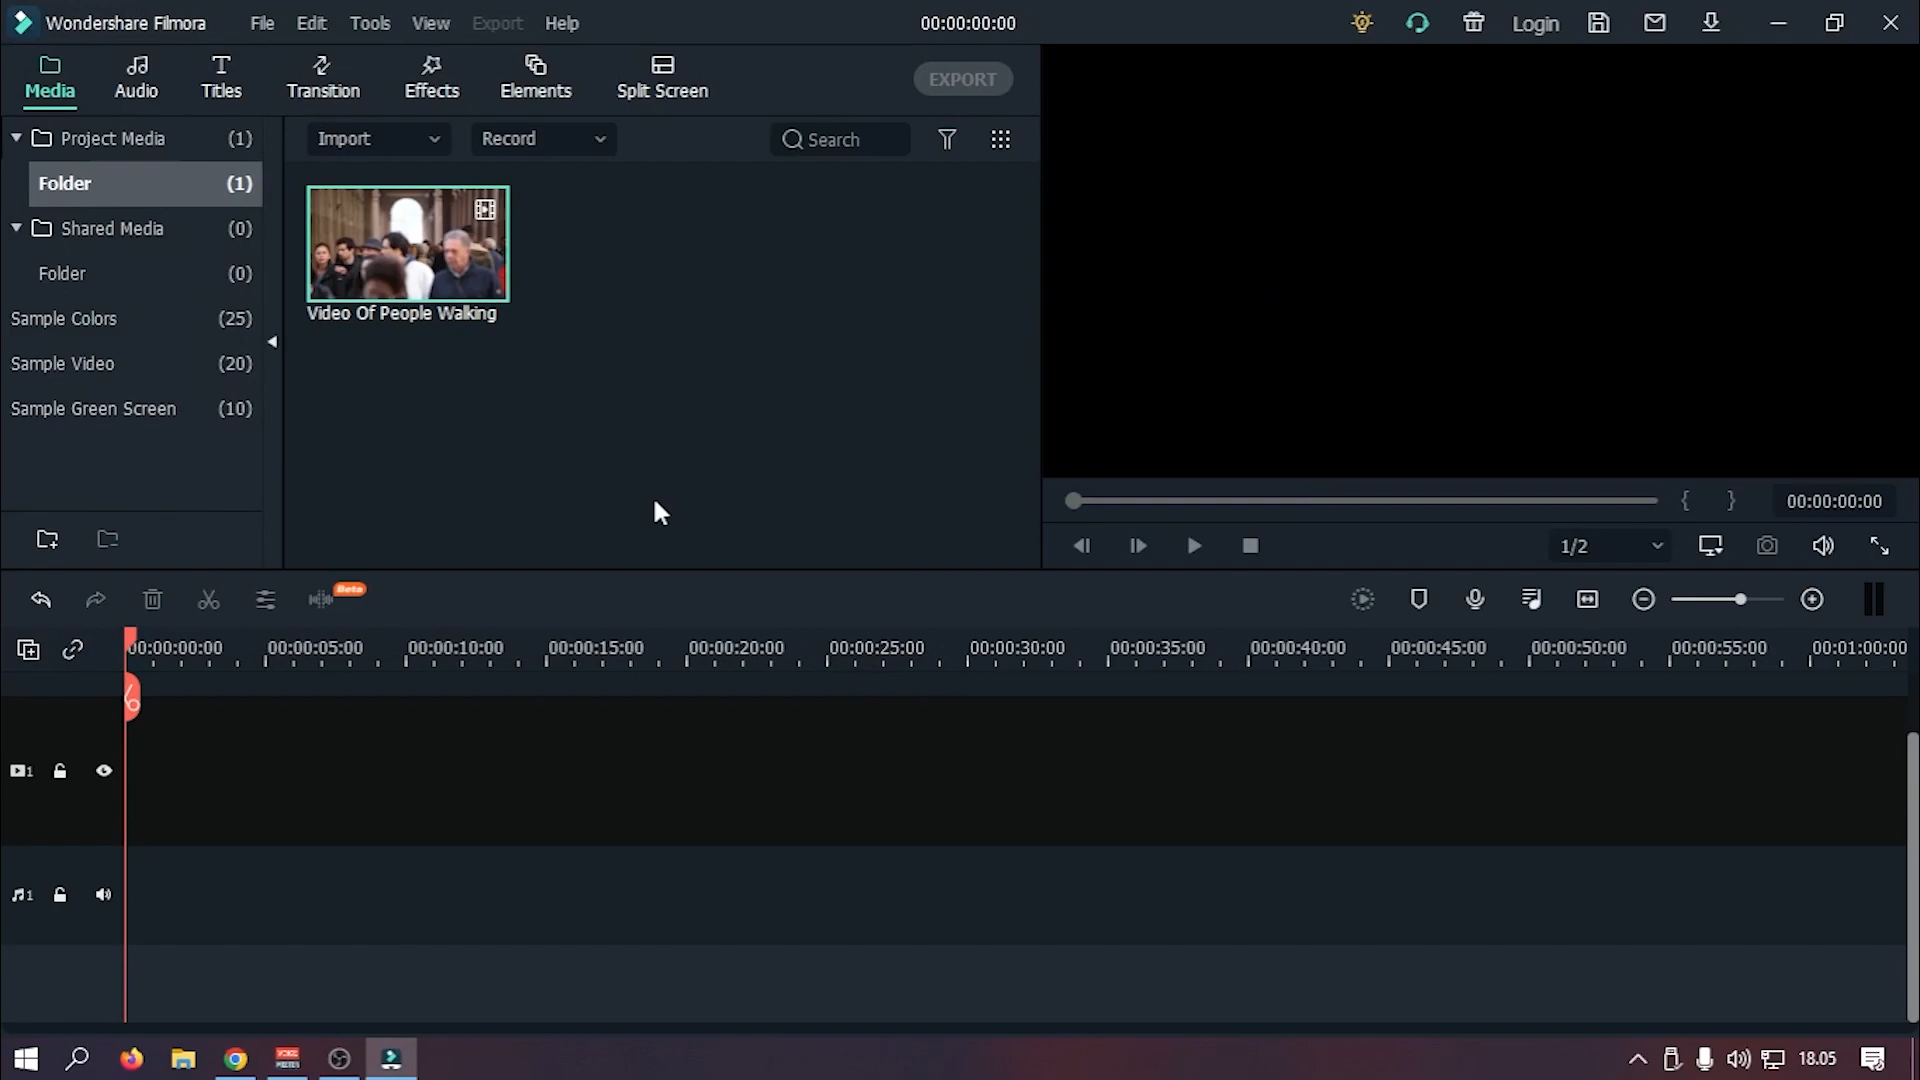 Wondershare Filmora File Edit Tools View Export Help 00:00:00:00 Login
Media Audio Titles Transition Effects Elements Split Screen EXPORT
Project Media (1) Import Record Search
Folder (1)
Shared Media (0)
Folder (0)
Sample Colors (25)
Sample Video (20)
Sample Green Screen (10)
Video Of People Walking
{ } 00:00:00:00
1/2
Beta
00:00:00:00 00:00:05:00 00:00:10:00 00:00:15:00 00:00:20:00 00:00:25:00 00:00:30:00 00:00:35:00 00:00:40:00 00:00:45:00 00:00:50:00 00:00:55:00 00:01:00:00
1
1
18.05